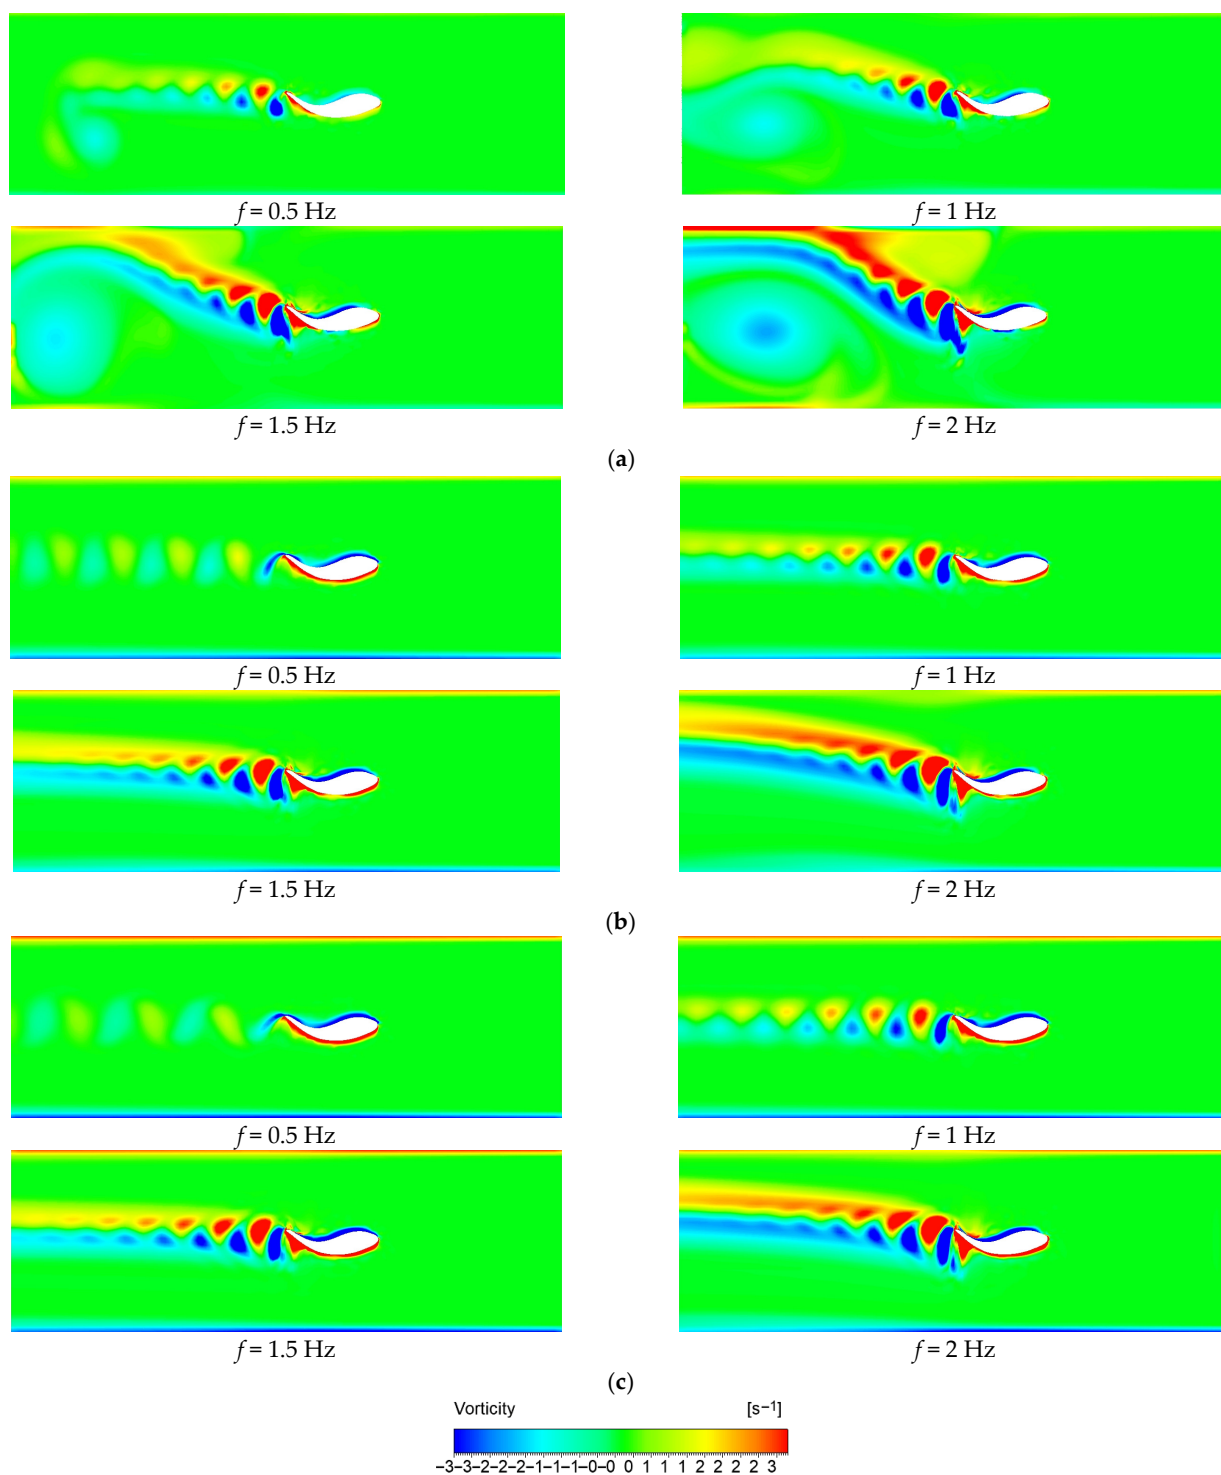 f = 0.5 Hz f = 1 Hz
f = 1.5 Hz f = 2 Hz
(a)
f = 0.5 Hz f = 1 Hz
f = 1.5 Hz f = 2 Hz
(b)
f = 0.5 Hz f = 1 Hz
f = 1.5 Hz f = 2 Hz
(c)
Vorticity [s−1]
−3−3−2−2−2−1−1−1−0−0 0 1 1 1 2 2 2 3